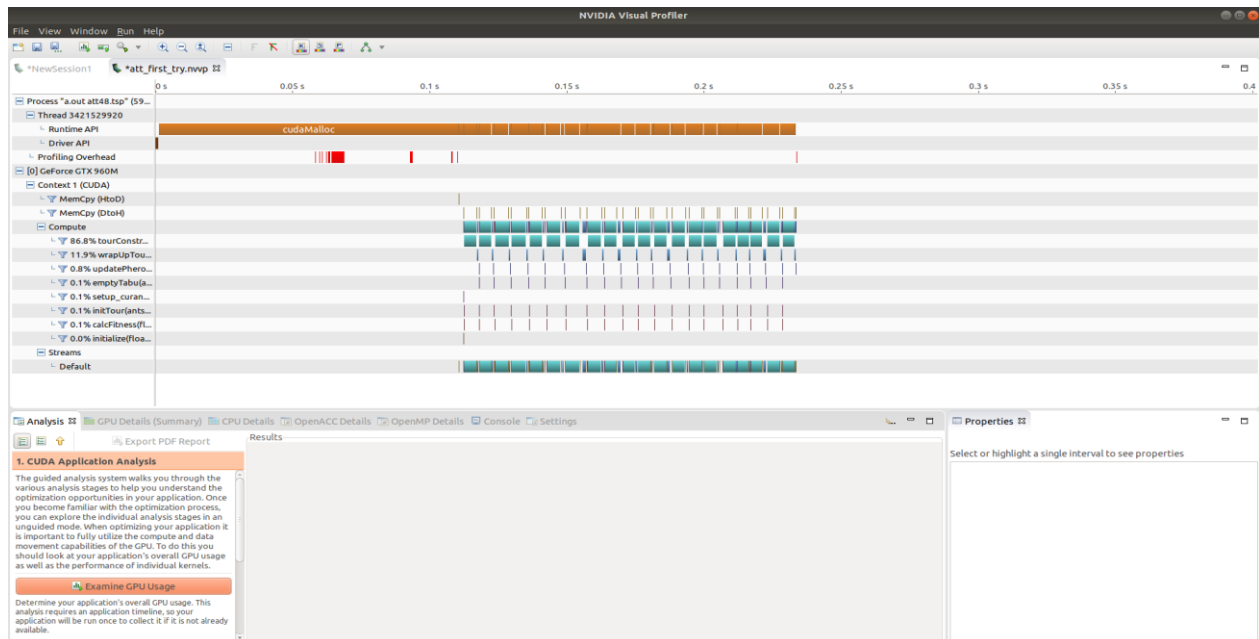 NVIDIA Visual Profiler
File View Window Run Help
*NewSession1 *att_first_try.nvvp
0 s 0.05 s 0.1 s 0.15 s 0.2 s 0.25 s 0.3 s 0.35 s 0.4
Process "a.out att48.tsp" (59...
Thread 3421529920
Runtime API cudaMalloc
Driver API
Profiling Overhead
[0] GeForce GTX 960M
Context 1 (CUDA)
MemCpy (HtoD)
MemCpy (DtoH)
Compute
86.8% tourConstr...
11.9% wrapUpTou...
0.8% updatePhero...
0.1% emptyTabu(a...
0.1% setup_curan...
0.1% initTour(ants...
0.1% calcFitness(fl...
0.0% initialize(floa...
Streams
Default
Analysis GPU Details (Summary) CPU Details OpenACC Details OpenMP Details Console Settings Properties
Export PDF Report Results
1. CUDA Application Analysis
Select or highlight a single interval to see properties
The guided analysis system walks you through the
various analysis stages to help you understand the
optimization opportunities in your application. Once
you become familiar with the optimization process,
you can explore the individual analysis stages in an
unguided mode. When optimizing your application it
is important to fully utilize the compute and data
movement capabilities of the GPU. To do this you
should look at your application's overall GPU usage
as well as the performance of individual kernels.
Examine GPU Usage
Determine your application's overall GPU usage. This
analysis requires an application timeline, so your
application will be run once to collect it if it is not already
available.